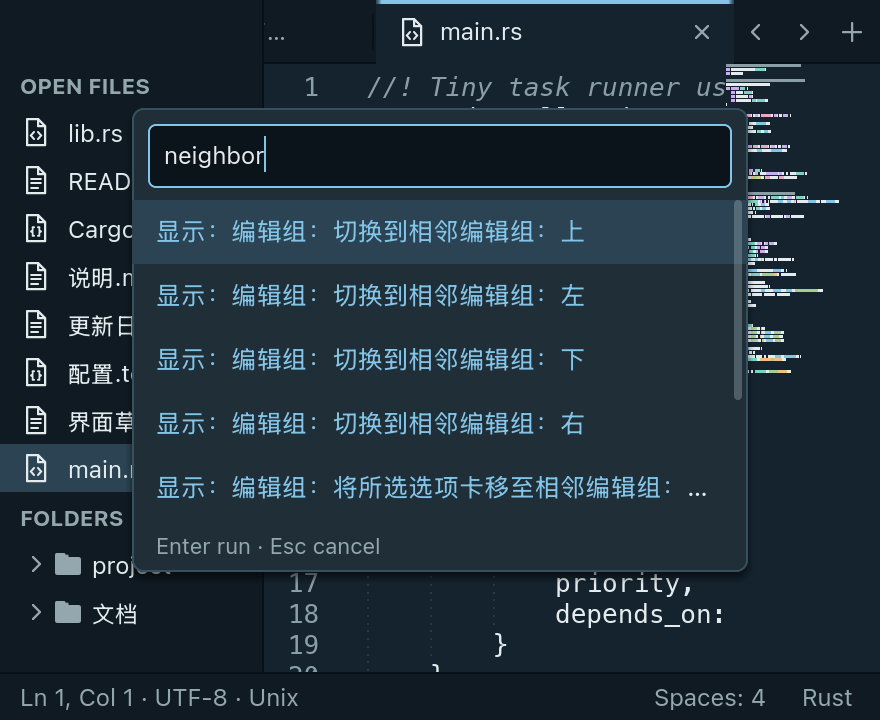 ...
main.rs
OPEN FILES
lib.rs
READ
Cargo
说明.n
更新日
配置.t
界面草
main.r
FOLDERS
proj
文档
1 //! Tiny task runner us
neighbor
显示：编辑组：切换到相邻编辑组：上
显示：编辑组：切换到相邻编辑组：左
显示：编辑组：切换到相邻编辑组：下
显示：编辑组：切换到相邻编辑组：右
显示：编辑组：将所选选项卡移至相邻编辑组：...
Enter run · Esc cancel
17 priority,
18 depends_on:
19 }
20 }
Ln 1, Col 1 · UTF-8 · Unix
Spaces: 4
Rust